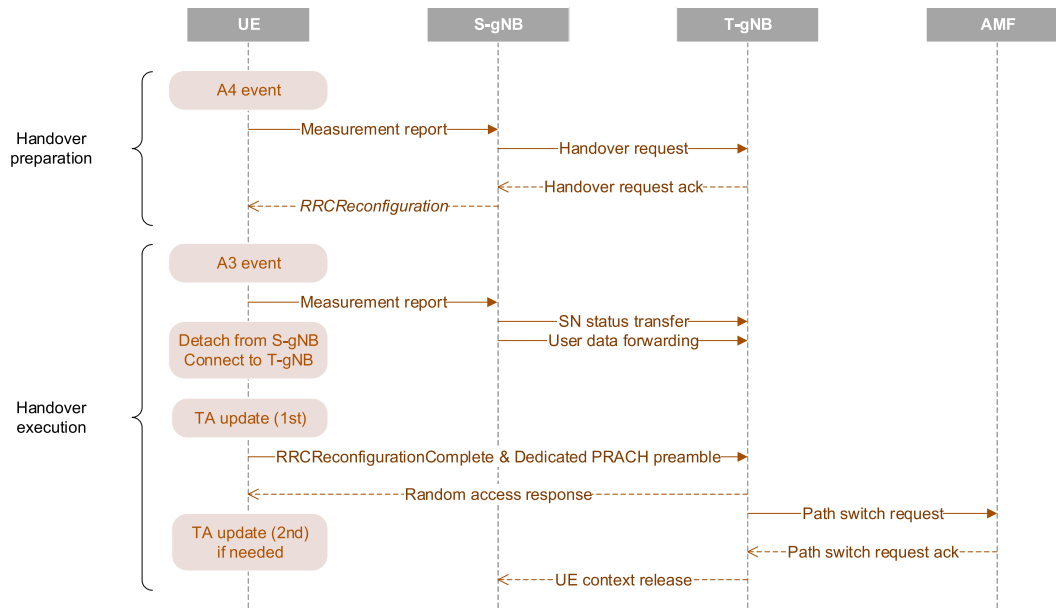 UE
S-gNB
T-gNB
AMF
Handover
preparation
A4 event
Measurement report
Handover request
Handover request ack
RRCReconfiguration
Handover
execution
A3 event
Measurement report
SN status transfer
Detach from S-gNB
Connect to T-gNB
User data forwarding
TA update (1st)
RRCReconfigurationComplete & Dedicated PRACH preamble
Random access response
Path switch request
TA update (2nd)
if needed
Path switch request ack
UE context release